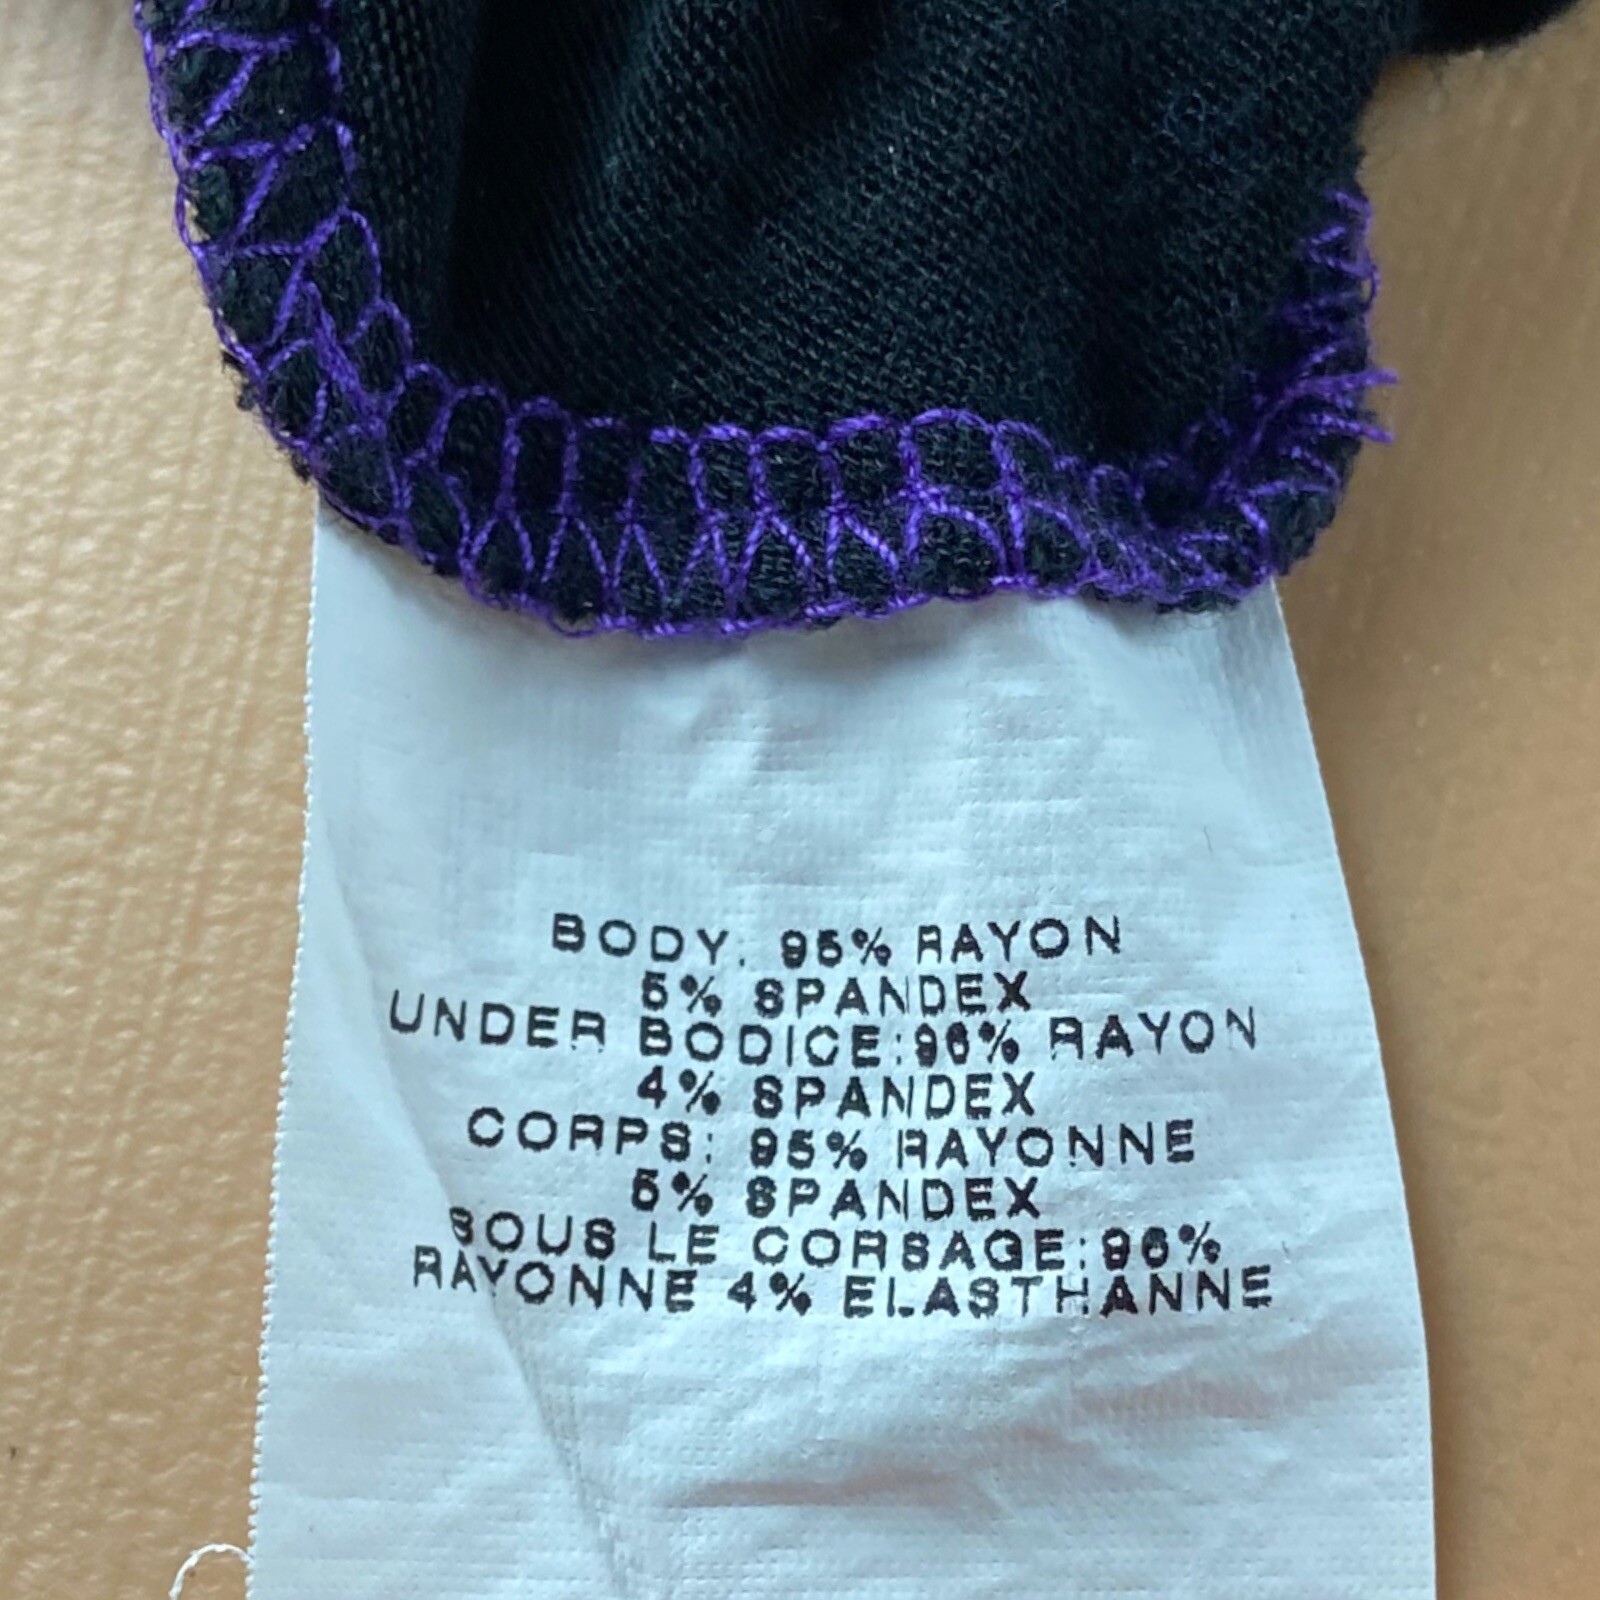 BODY: 95% RAYON
5% SPANDEX
UNDER BODICE:96% RAYON
4% SPANDEX
CORPS: 95% RAYONNE
5% SPANDEX
SOUS LE CORSAGE:96%
RAYONNE 4% ELASTHANNE